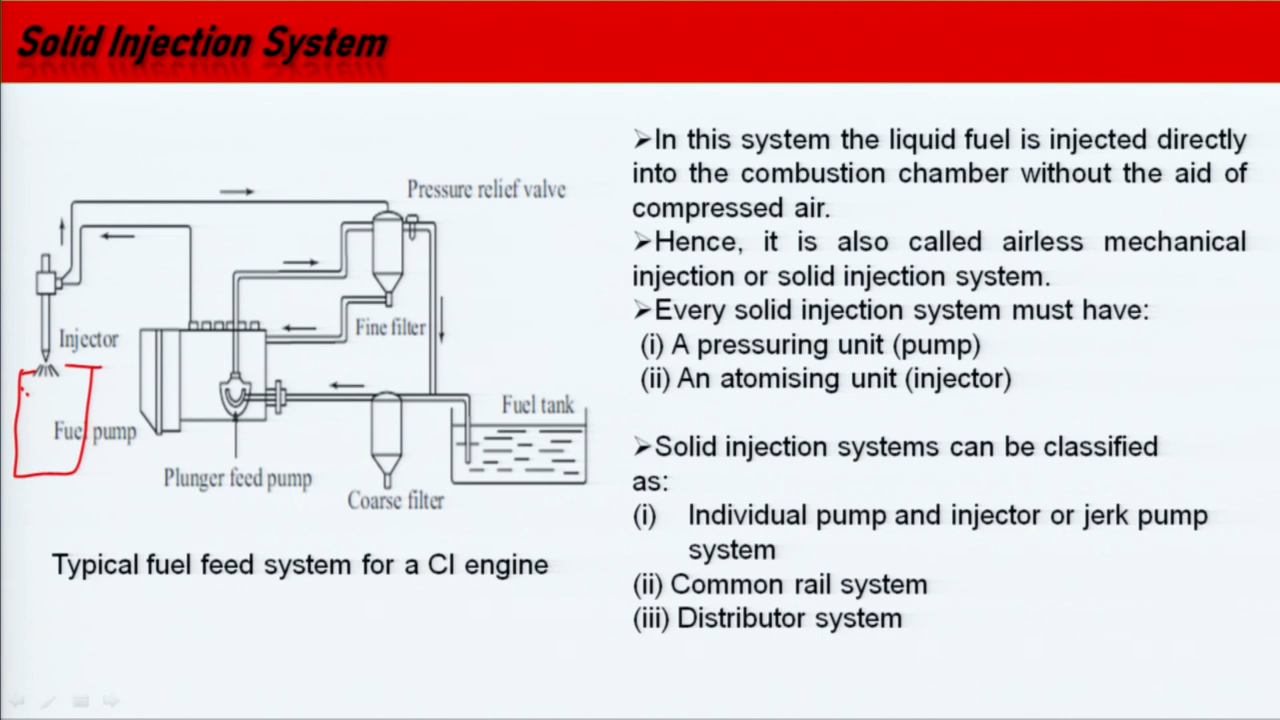 Solid Injection System
Pressure relief valve
Injector
Fine filter
Fuel pump
Fuel tank
Plunger feed pump
Coarse filter
Typical fuel feed system for a CI engine
➢In this system the liquid fuel is injected directly
into the combustion chamber without the aid of
compressed air.
➢Hence, it is also called airless mechanical
injection or solid injection system.
➢Every solid injection system must have:
(i) A pressuring unit (pump)
(ii) An atomising unit (injector)
➢Solid injection systems can be classified
as:
(i) Individual pump and injector or jerk pump
system
(ii) Common rail system
(iii) Distributor system